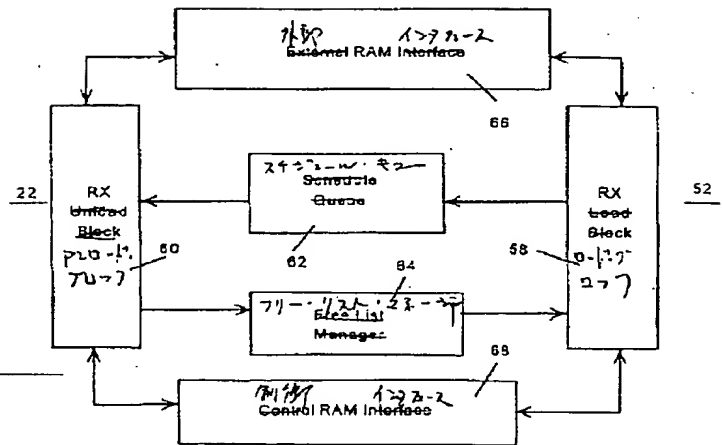 外部 インタフェース
External RAM Interface
66
スケジュール・キュー
Schedule
Queue
62
22
RX
Unload
Block
アンロード・
ブロック
60
52
RX
Load
Block
58
ロード・
ブロック
64
フリー・リスト・マネージャ
Free List
Manager
68
制御 インタフェース
Control RAM Interface